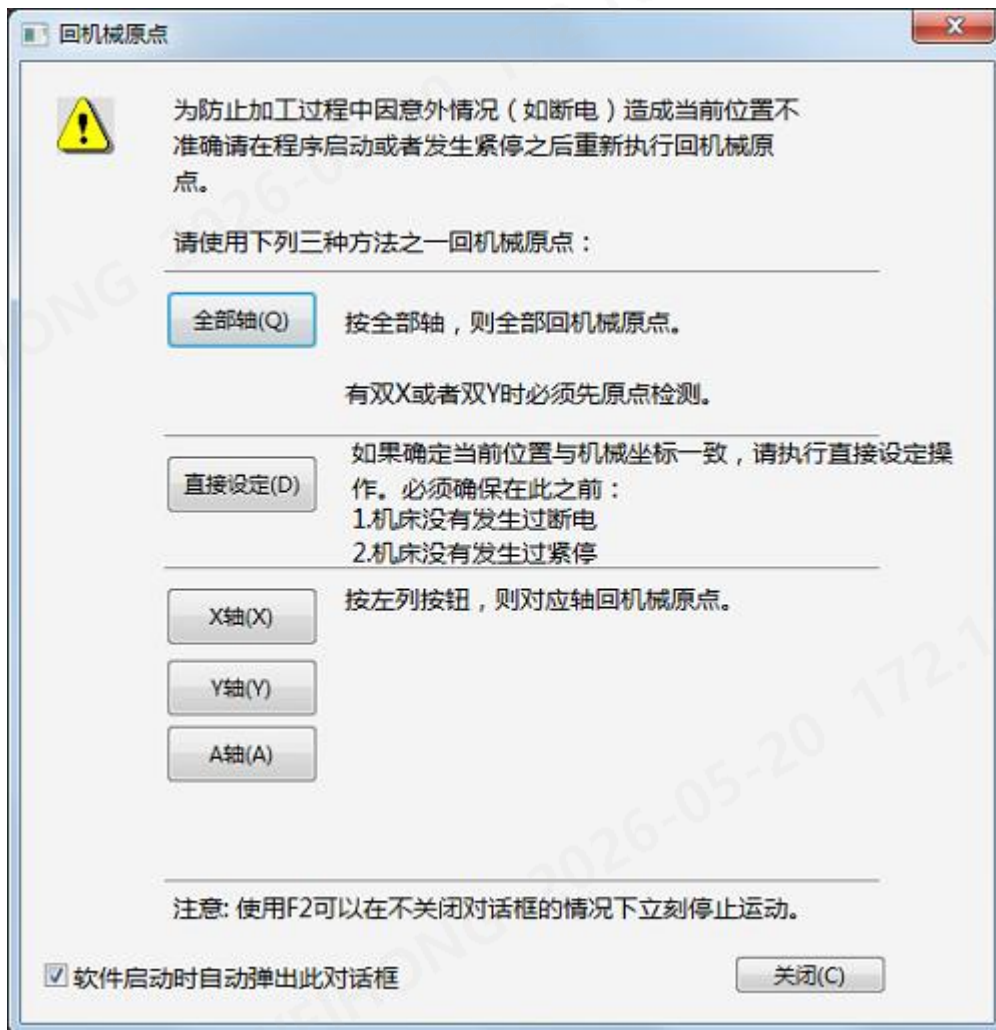 回机械原点
为防止加工过程中因意外情况（如断电）造成当前位置不
准确请在程序启动或者发生紧停之后重新执行回机械原
点。
请使用下列三种方法之一回机械原点：
全部轴(Q)
按全部轴，则全部回机械原点。
有双X或者双Y时必须先原点检测。
直接设定(D)
如果确定当前位置与机械坐标一致，请执行直接设定操
作。必须确保在此之前：
1.机床没有发生过断电
2.机床没有发生过紧停
X轴(X)
按左列按钮，则对应轴回机械原点。
Y轴(Y)
A轴(A)
注意: 使用F2可以在不关闭对话框的情况下立刻停止运动。
软件启动时自动弹出此对话框
关闭(C)
2026-05-20 172.1